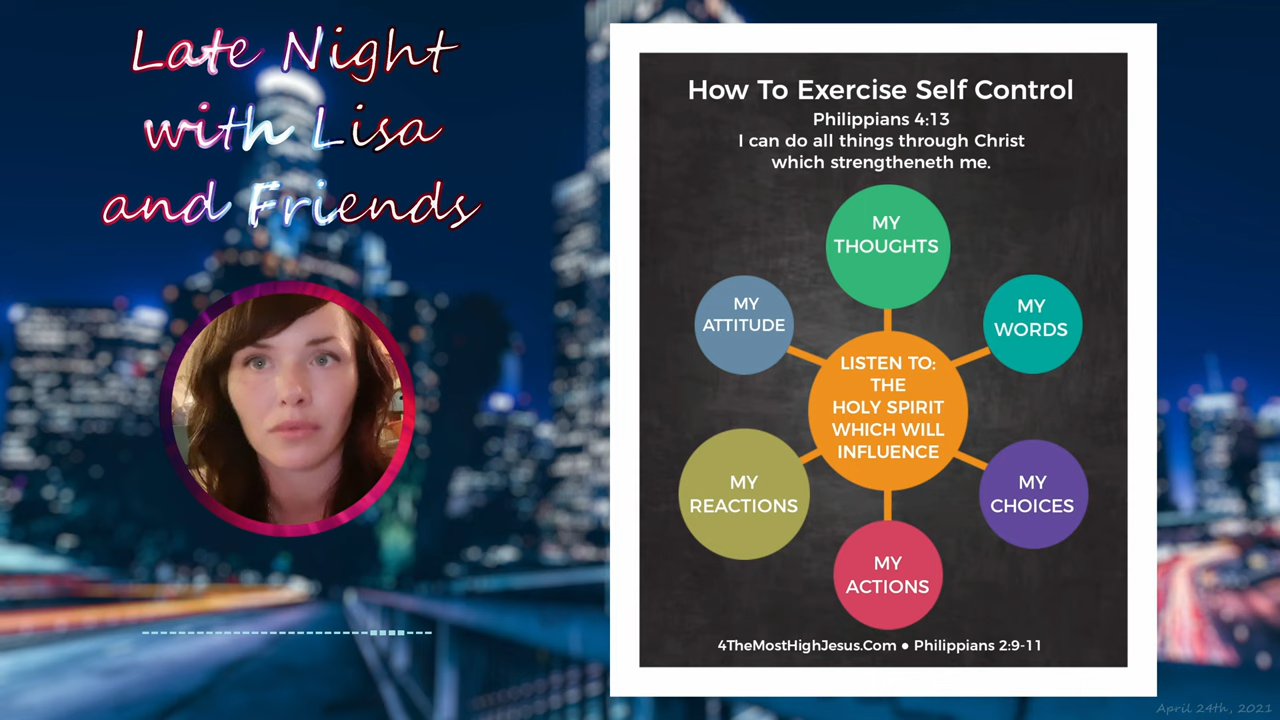 Late Night
with Lisa
and Friends
How To Exercise Self Control
Philippians 4:13
I can do all things through Christ
which strengtheneth me.
MY
THOUGHTS
MY
ATTITUDE
MY
WORDS
LISTEN TO:
THE
HOLY SPIRIT
WHICH WILL
INFLUENCE
MY
REACTIONS
MY
CHOICES
MY
ACTIONS
4TheMostHighJesus.Com ● Philippians 2:9-11
April 24th, 2021